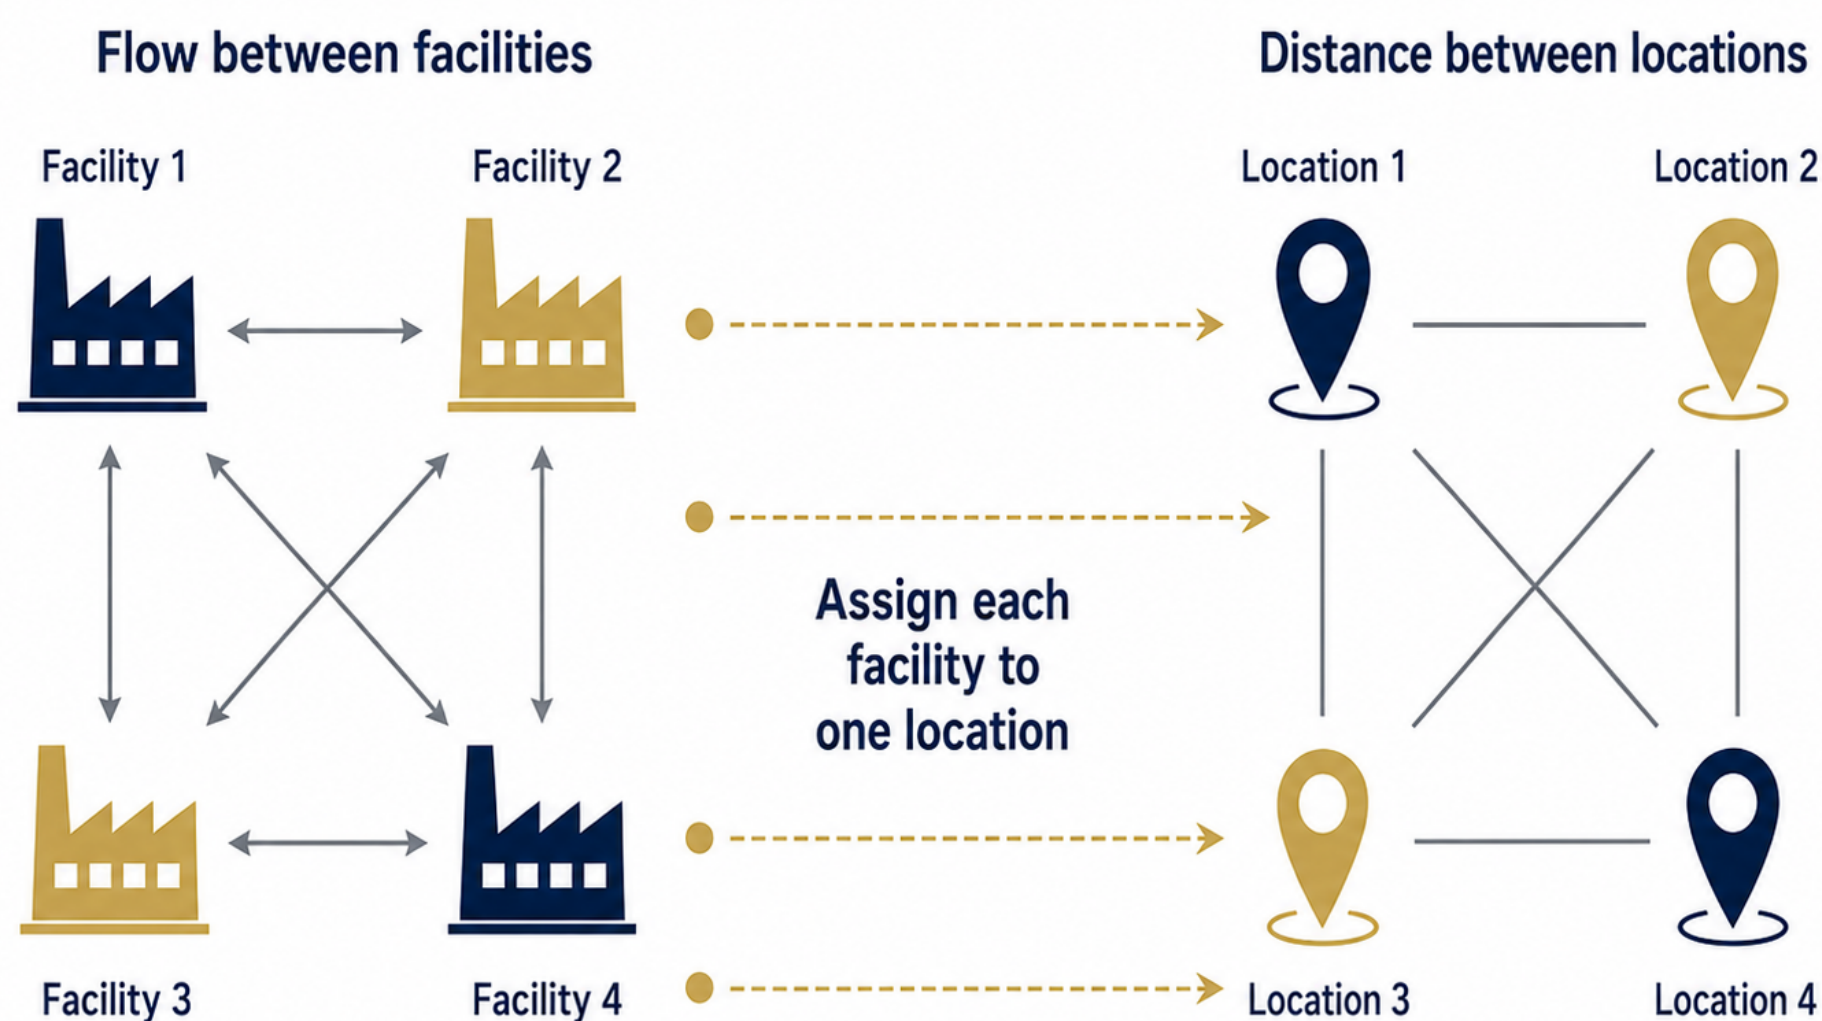 Flow between facilities
Distance between locations
Facility 1
Facility 2
Location 1
Location 2
Assign each
facility to
one location
Facility 3
Facility 4
Location 3
Location 4